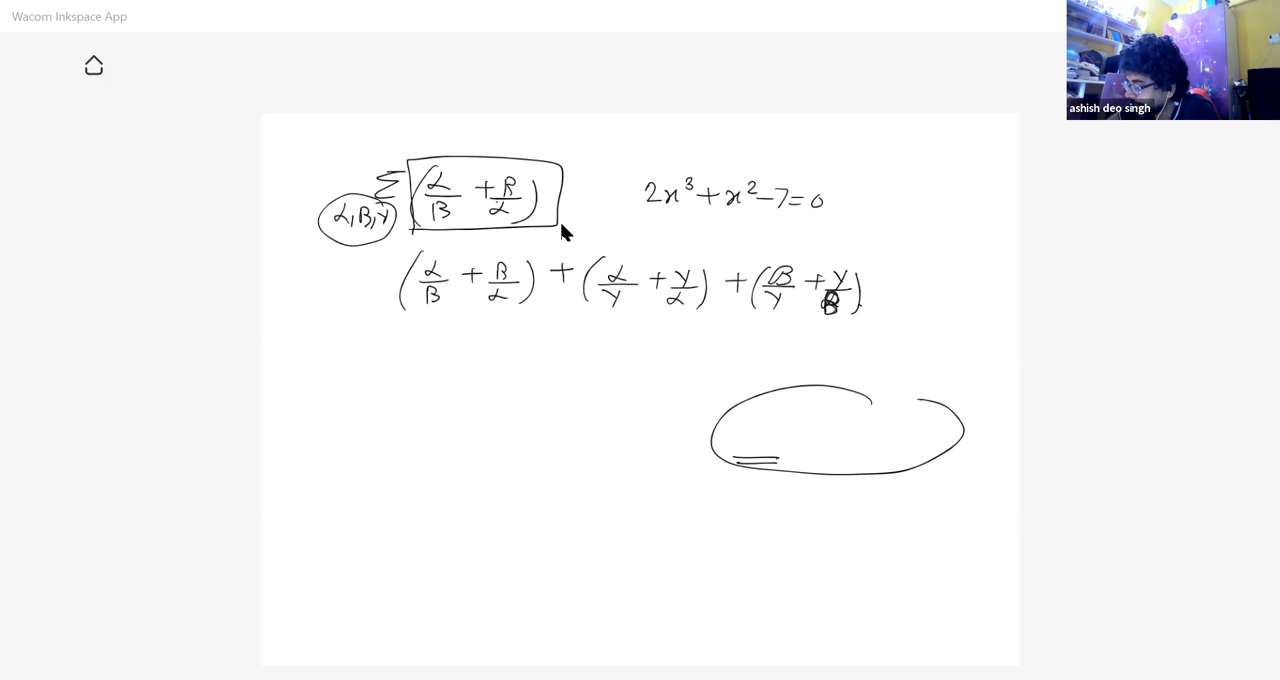 Wacom Inkspace App
ashish deo singh
Σ (α/β + β/α) 2x³+x²-7=0
α, β, γ
(α/β + β/α) + (α/γ + γ/α) + (β/γ + γ/β)